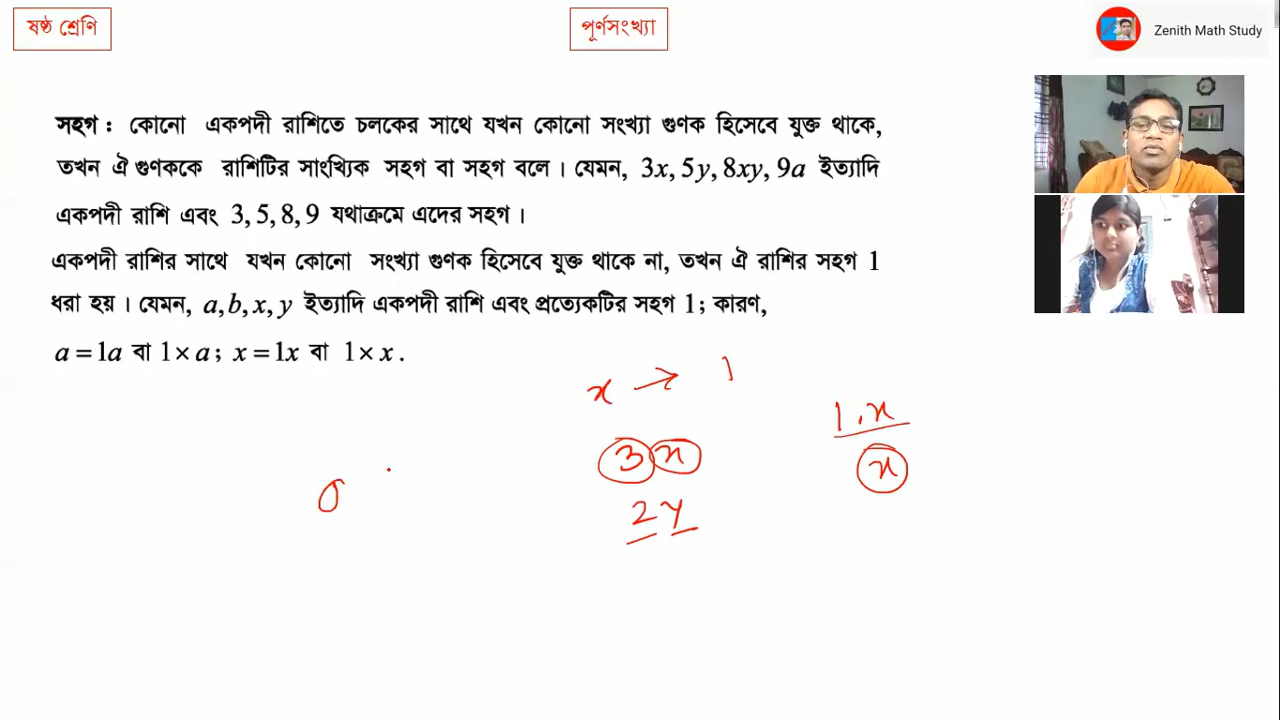 ষষ্ঠ শ্রেণি
পূর্ণসংখ্যা
Zenith Math Study
সহগ : কোনো একপদী রাশিতে চলকের সাথে যখন কোনো সংখ্যা গুণক হিসেবে যুক্ত থাকে,
তখন ঐ গুণককে রাশিটির সাংখ্যিক সহগ বা সহগ বলে । যেমন, 3x, 5y, 8xy, 9a ইত্যাদি
একপদী রাশি এবং 3, 5, 8, 9 যথাক্রমে এদের সহগ ।
একপদী রাশির সাথে যখন কোনো সংখ্যা গুণক হিসেবে যুক্ত থাকে না, তখন ঐ রাশির সহগ 1
ধরা হয় । যেমন, a, b, x, y ইত্যাদি একপদী রাশি এবং প্রত্যেকটির সহগ 1; কারণ,
a = 1a বা 1 × a ; x = 1x বা 1 × x .
x → 1
1.x
3x
x
2y